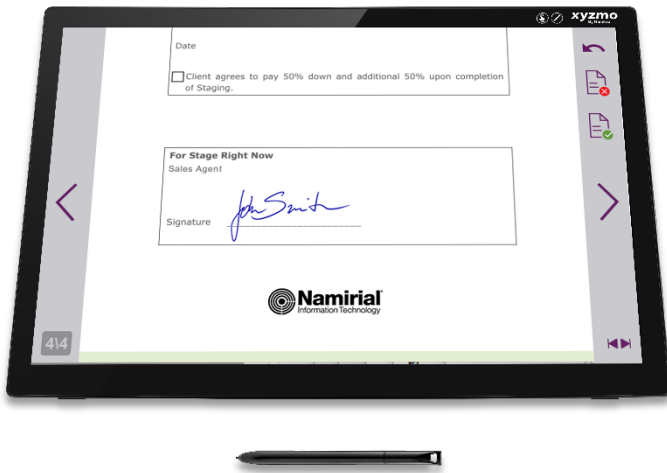 xyzmo
Date
Client agrees to pay 50% down and additional 50% upon completion
of Staging.
For Stage Right Now
Sales Agent
John Smith
Signature
Namirial
Information Technology
4\4